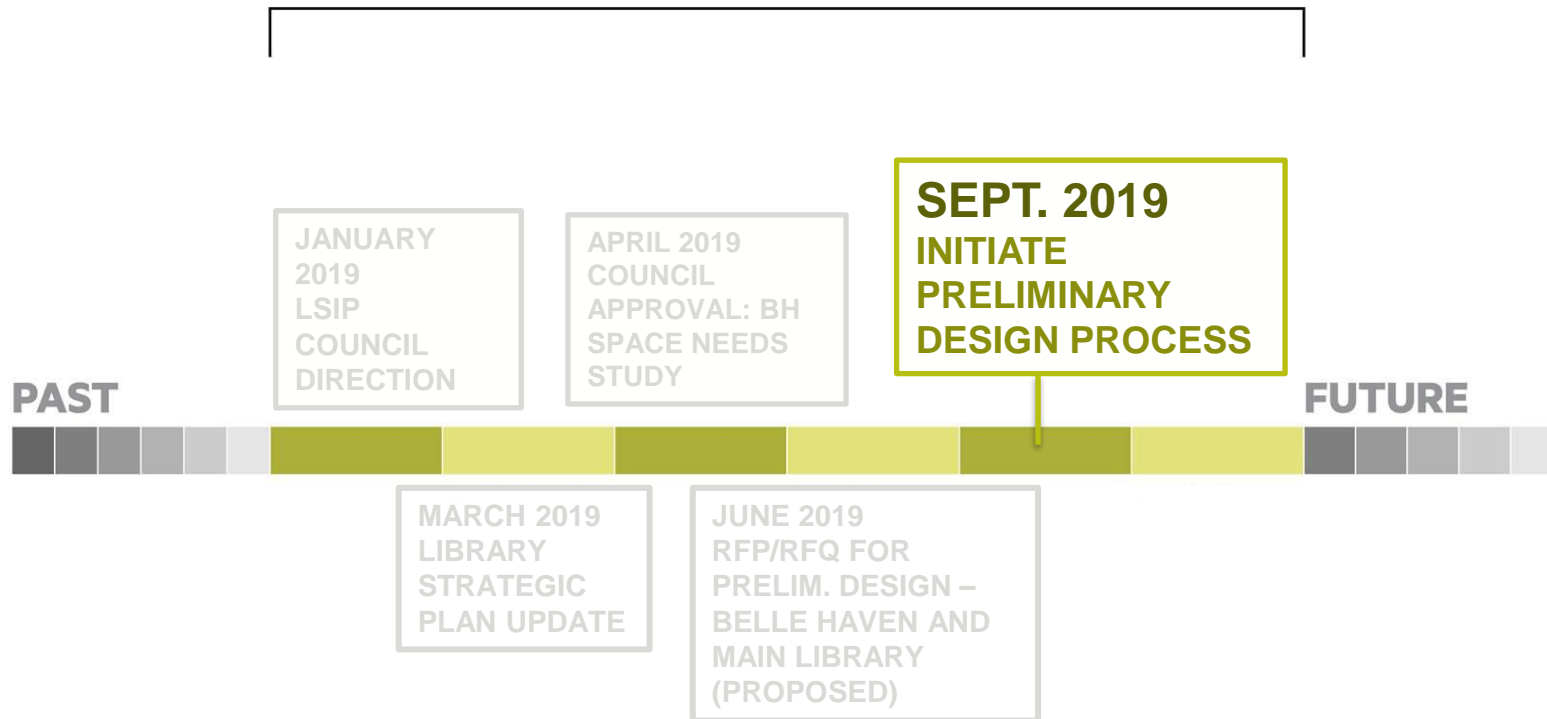 JANUARY
2019
LSIP
COUNCIL
DIRECTION
APRIL 2019
COUNCIL
APPROVAL: BH
SPACE NEEDS
STUDY
SEPT. 2019
INITIATE
PRELIMINARY
DESIGN PROCESS
PAST
FUTURE
MARCH 2019
LIBRARY
STRATEGIC
PLAN UPDATE
JUNE 2019
RFP/RFQ FOR
PRELIM. DESIGN –
BELLE HAVEN AND
MAIN LIBRARY
(PROPOSED)